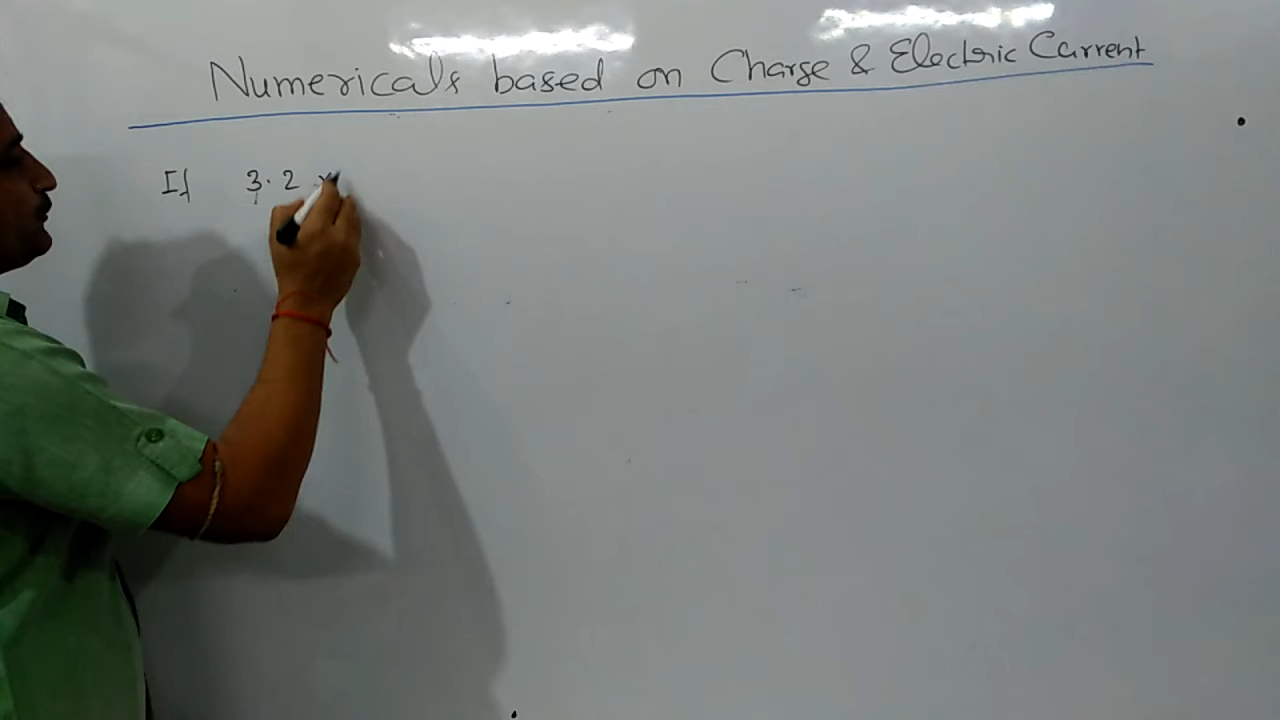 Numericals based on Charge & Electric Current
If 3.2 ×